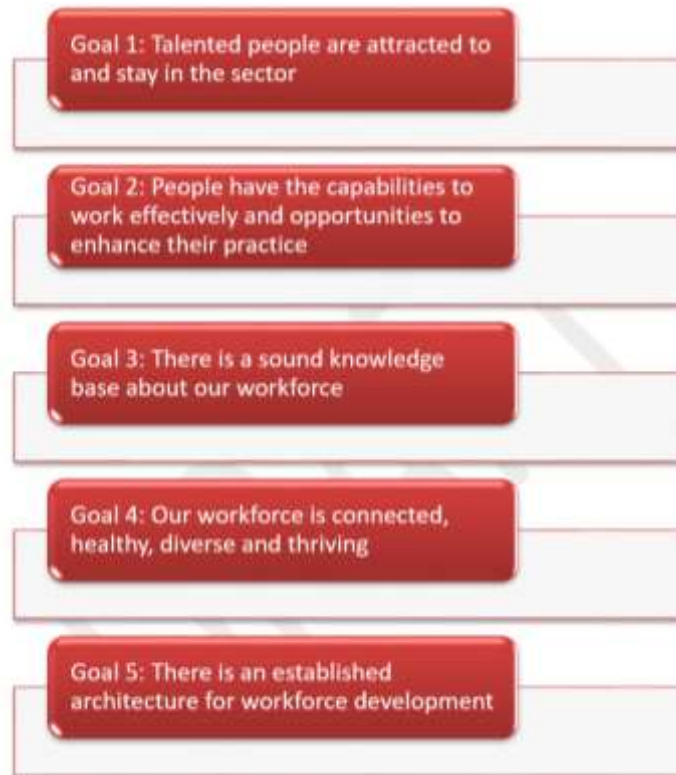 Goal 1: Talented people are attracted to
and stay in the sector
Goal 2: People have the capabilities to
work effectively and opportunities to
enhance their practice
Goal 3: There is a sound knowledge
base about our workforce
Goal 4: Our workforce is connected,
healthy, diverse and thriving
Goal 5: There is an established
architecture for workforce development